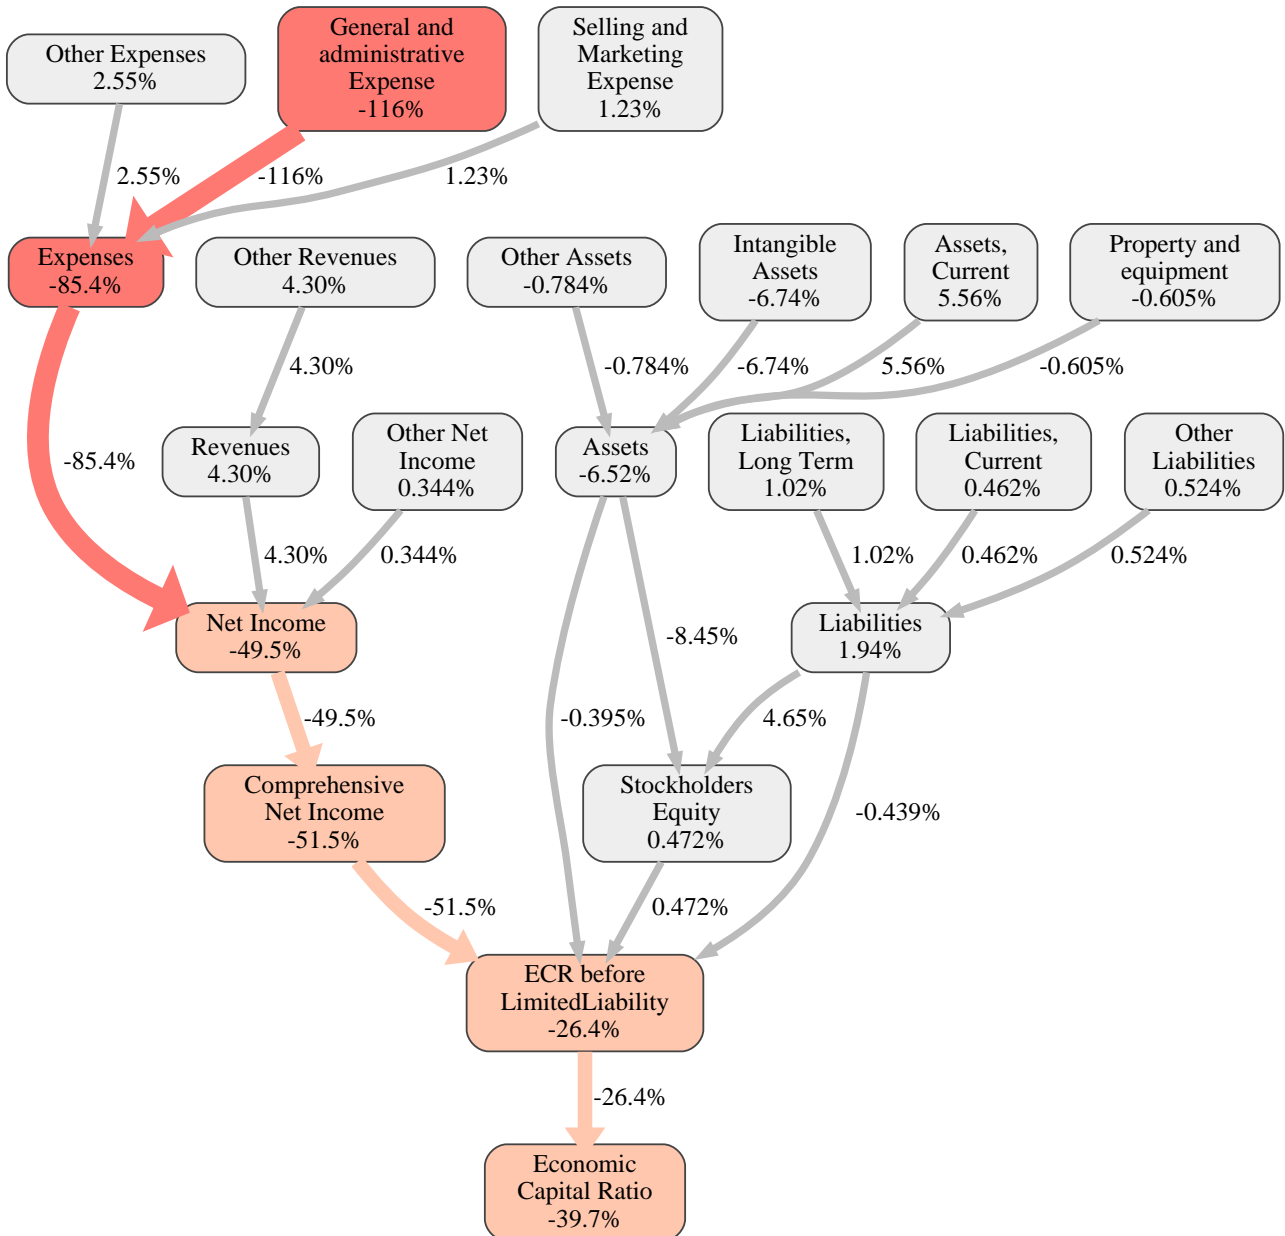 Other Expenses
2.55%
General and
administrative
Expense
-116%
Selling and
Marketing
Expense
1.23%
2.55%
-116%
1.23%
Expenses
-85.4%
Other Revenues
4.30%
Other Assets
-0.784%
Intangible
Assets
-6.74%
Assets,
Current
5.56%
Property and
equipment
-0.605%
4.30%
-0.784%
-6.74%
5.56%
-0.605%
-85.4%
Revenues
4.30%
Other Net
Income
0.344%
Assets
-6.52%
Liabilities,
Long Term
1.02%
Liabilities,
Current
0.462%
Other
Liabilities
0.524%
4.30%
0.344%
1.02%
0.462%
0.524%
Net Income
-49.5%
-8.45%
Liabilities
1.94%
-49.5%
-0.395%
4.65%
Comprehensive
Net Income
-51.5%
Stockholders
Equity
0.472%
-0.439%
-51.5%
0.472%
ECR before
LimitedLiability
-26.4%
-26.4%
Economic
Capital Ratio
-39.7%